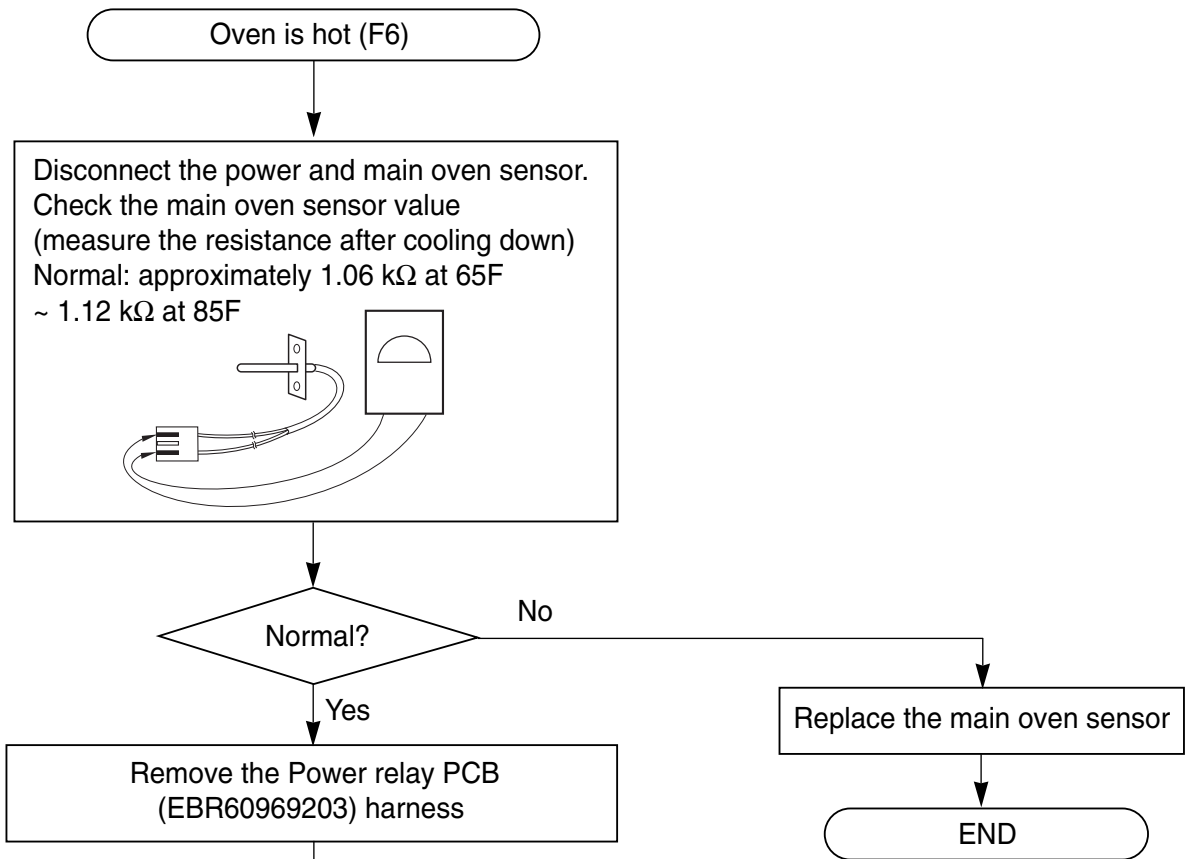 Oven is hot (F6)
Disconnect the power and main oven sensor.
Check the main oven sensor value
(measure the resistance after cooling down)
Normal: approximately 1.06 kΩ at 65F
~ 1.12 kΩ at 85F
Normal?
No
Yes
Replace the main oven sensor
Remove the Power relay PCB
(EBR60969203) harness
END